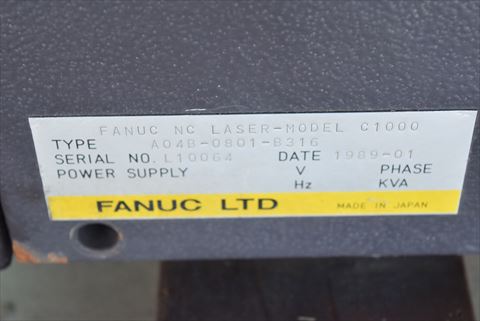 FANUC NC LASER-MODEL C1000
TYPE A04B-0801-B316
SERIAL NO. L10064 DATE 1989-01
POWER SUPPLY V PHASE
Hz KVA
FANUC LTD MADE IN JAPAN